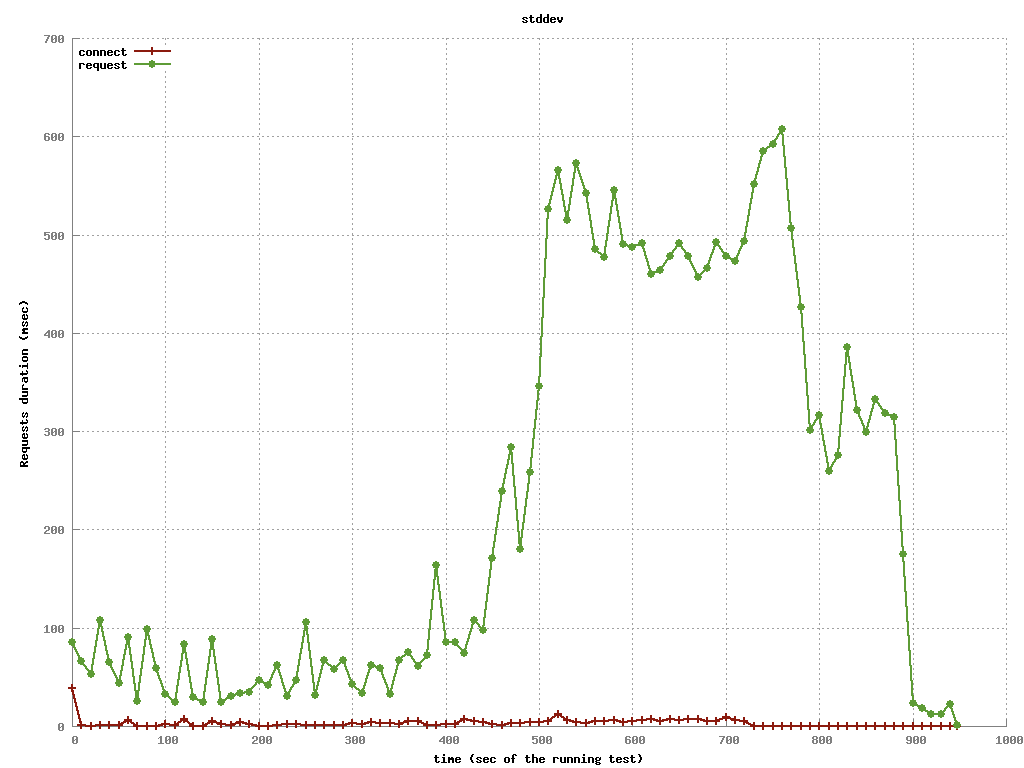 stddev
700
connect
request
600
500
400
300
200
100
0
Requests duration (msec)
0 100 200 300 400 500 600 700 800 900 1000
time (sec of the running test)